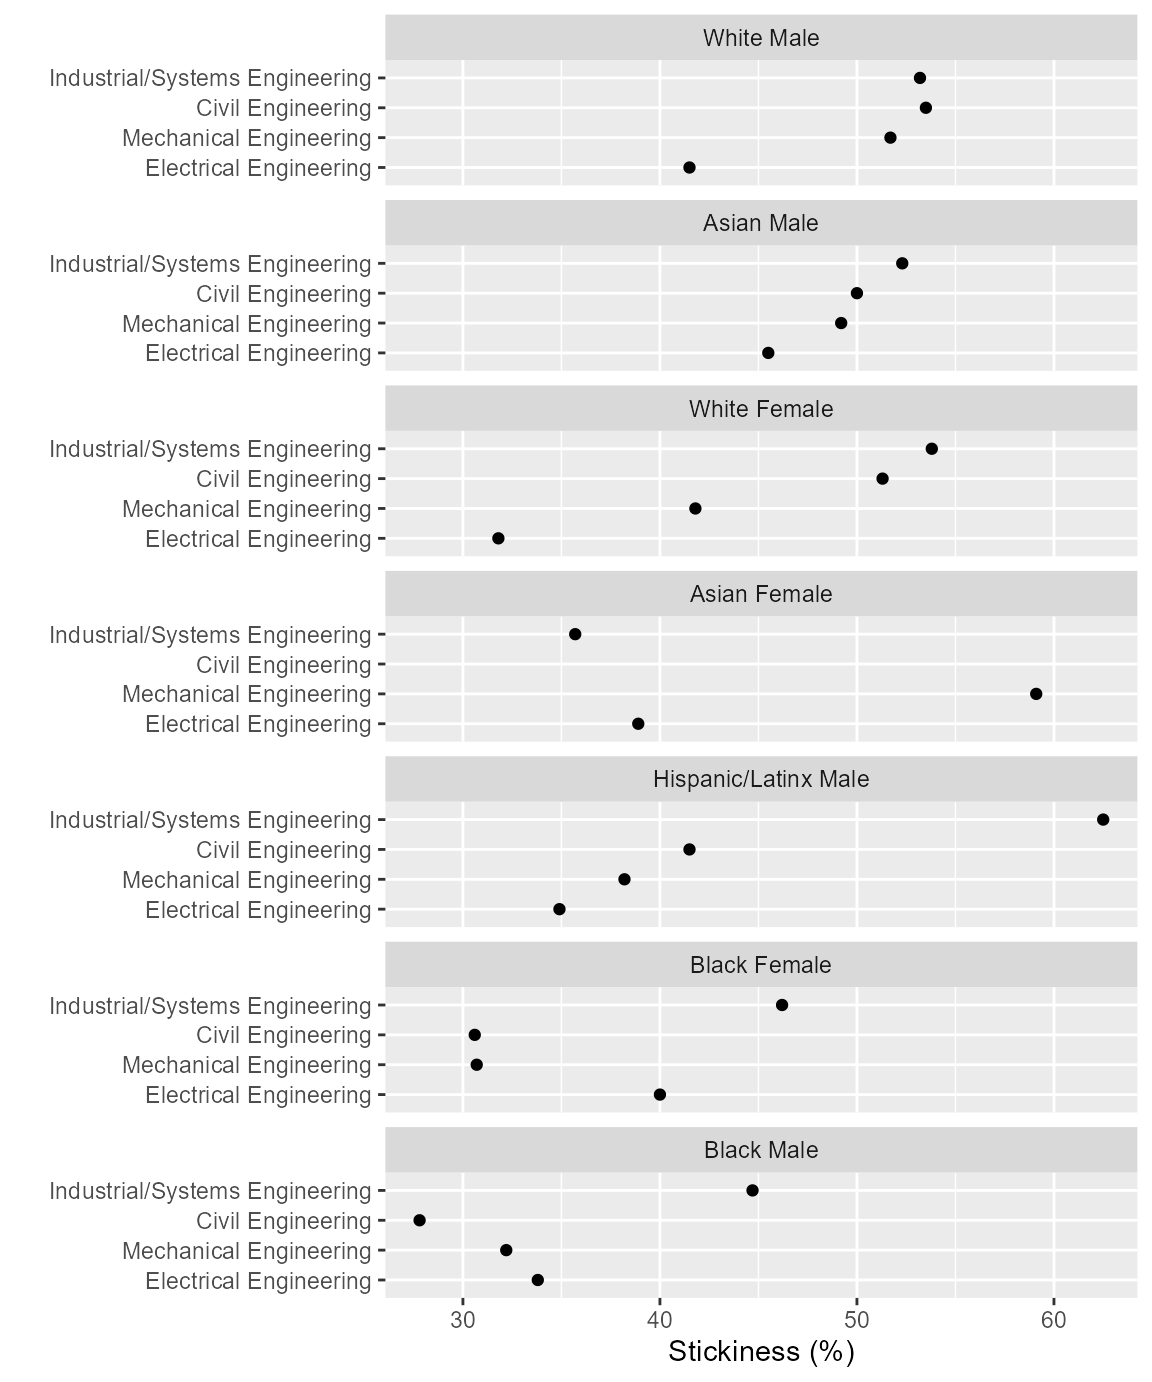 White Male
Industrial/Systems Engineering
Civil Engineering
Mechanical Engineering
Electrical Engineering
Asian Male
Industrial/Systems Engineering
Civil Engineering
Mechanical Engineering
Electrical Engineering
White Female
Industrial/Systems Engineering
Civil Engineering
Mechanical Engineering
Electrical Engineering
Asian Female
Industrial/Systems Engineering
Civil Engineering
Mechanical Engineering
Electrical Engineering
Hispanic/Latinx Male
Industrial/Systems Engineering
Civil Engineering
Mechanical Engineering
Electrical Engineering
Black Female
Industrial/Systems Engineering
Civil Engineering
Mechanical Engineering
Electrical Engineering
Black Male
Industrial/Systems Engineering
Civil Engineering
Mechanical Engineering
Electrical Engineering
30 40 50 60
Stickiness (%)